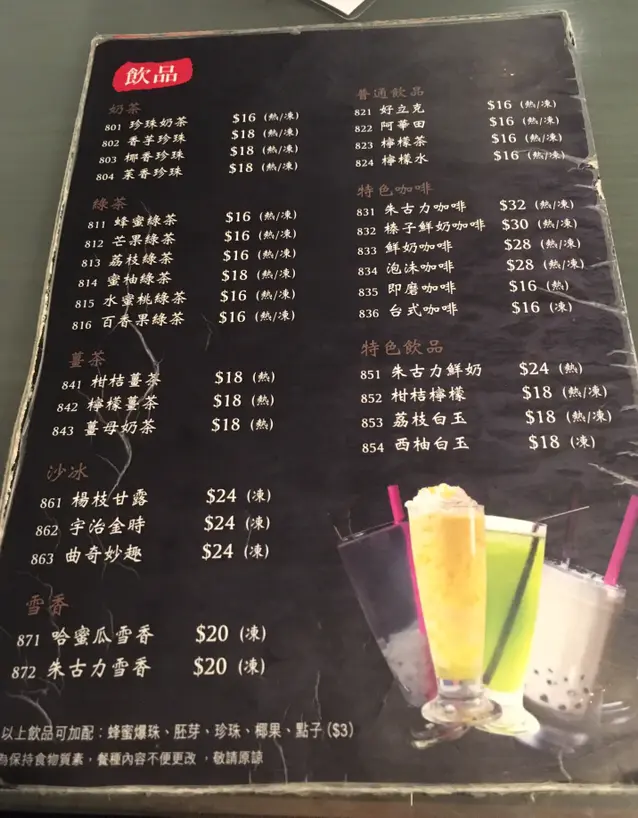 飲品
奶茶
801 珍珠奶茶 $16 (熱/凍)
802 香芋珍珠 $18 (熱/凍)
803 椰香珍珠 $18 (熱/凍)
804 茉香珍珠 $18 (熱/凍)
綠茶
811 蜂蜜綠茶 $16 (熱/凍)
812 芒果綠茶 $16 (熱/凍)
813 荔枝綠茶 $16 (熱/凍)
814 蜜柚綠茶 $18 (熱/凍)
815 水蜜桃綠茶 $16 (熱/凍)
816 百香果綠茶 $16 (熱/凍)
薑茶
841 柑桔薑茶 $18 (熱)
842 檸檬薑茶 $18 (熱)
843 薑母奶茶 $18 (熱)
沙冰
861 楊枝甘露 $24 (凍)
862 宇治金時 $24 (凍)
863 曲奇妙趣 $24 (凍)
雪香
871 哈蜜瓜雪香 $20 (凍)
872 朱古力雪香 $20 (凍)
普通飲品
821 好立克 $16 (熱/凍)
822 阿華田 $16 (熱/凍)
823 檸檬茶 $16 (熱/凍)
824 檸檬水 $16 (熱/凍)
特色咖啡
831 朱古力咖啡 $32 (熱/凍)
832 榛子鮮奶咖啡 $30 (熱/凍)
833 鮮奶咖啡 $28 (熱/凍)
834 泡沫咖啡 $28 (熱/凍)
835 即磨咖啡 $16 (熱)
836 台式咖啡 $16 (凍)
特色飲品
851 朱古力鮮奶 $24 (熱)
852 柑桔檸檬 $18 (熱/凍)
853 荔枝白玉 $18 (熱/凍)
854 西柚白玉 $18 (凍)
以上飲品可加配：蜂蜜爆珠、胚芽、珍珠、椰果、點子 ($3)
為保持食物質素，餐種內容不便更改，敬請原諒